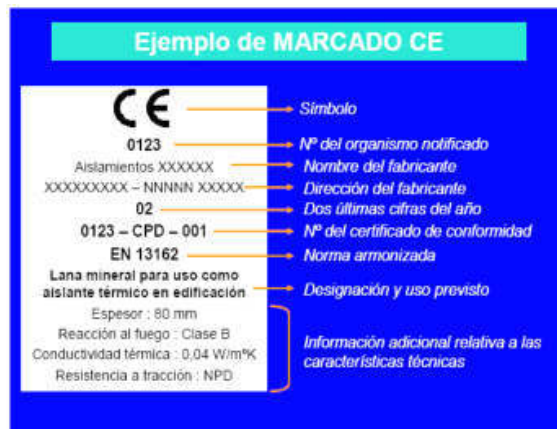 Ejemplo de MARCADO CE
CE
Símbolo
0123
Nº del organismo notificado
Aislamientos XXXXXX
Nombre del fabricante
XXXXXXXXX – NNNNN XXXXX
Dirección del fabricante
02
Dos últimas cifras del año
0123 – CPD – 001
Nº del certificado de conformidad
EN 13162
Norma armonizada
Lana mineral para uso como
aislante térmico en edificación
Designación y uso previsto
Espesor : 80 mm
Reacción al fuego : Clase B
Conductividad térmica : 0,04 W/mºK
Resistencia a tracción : NPD
Información adicional relativa a las
características técnicas